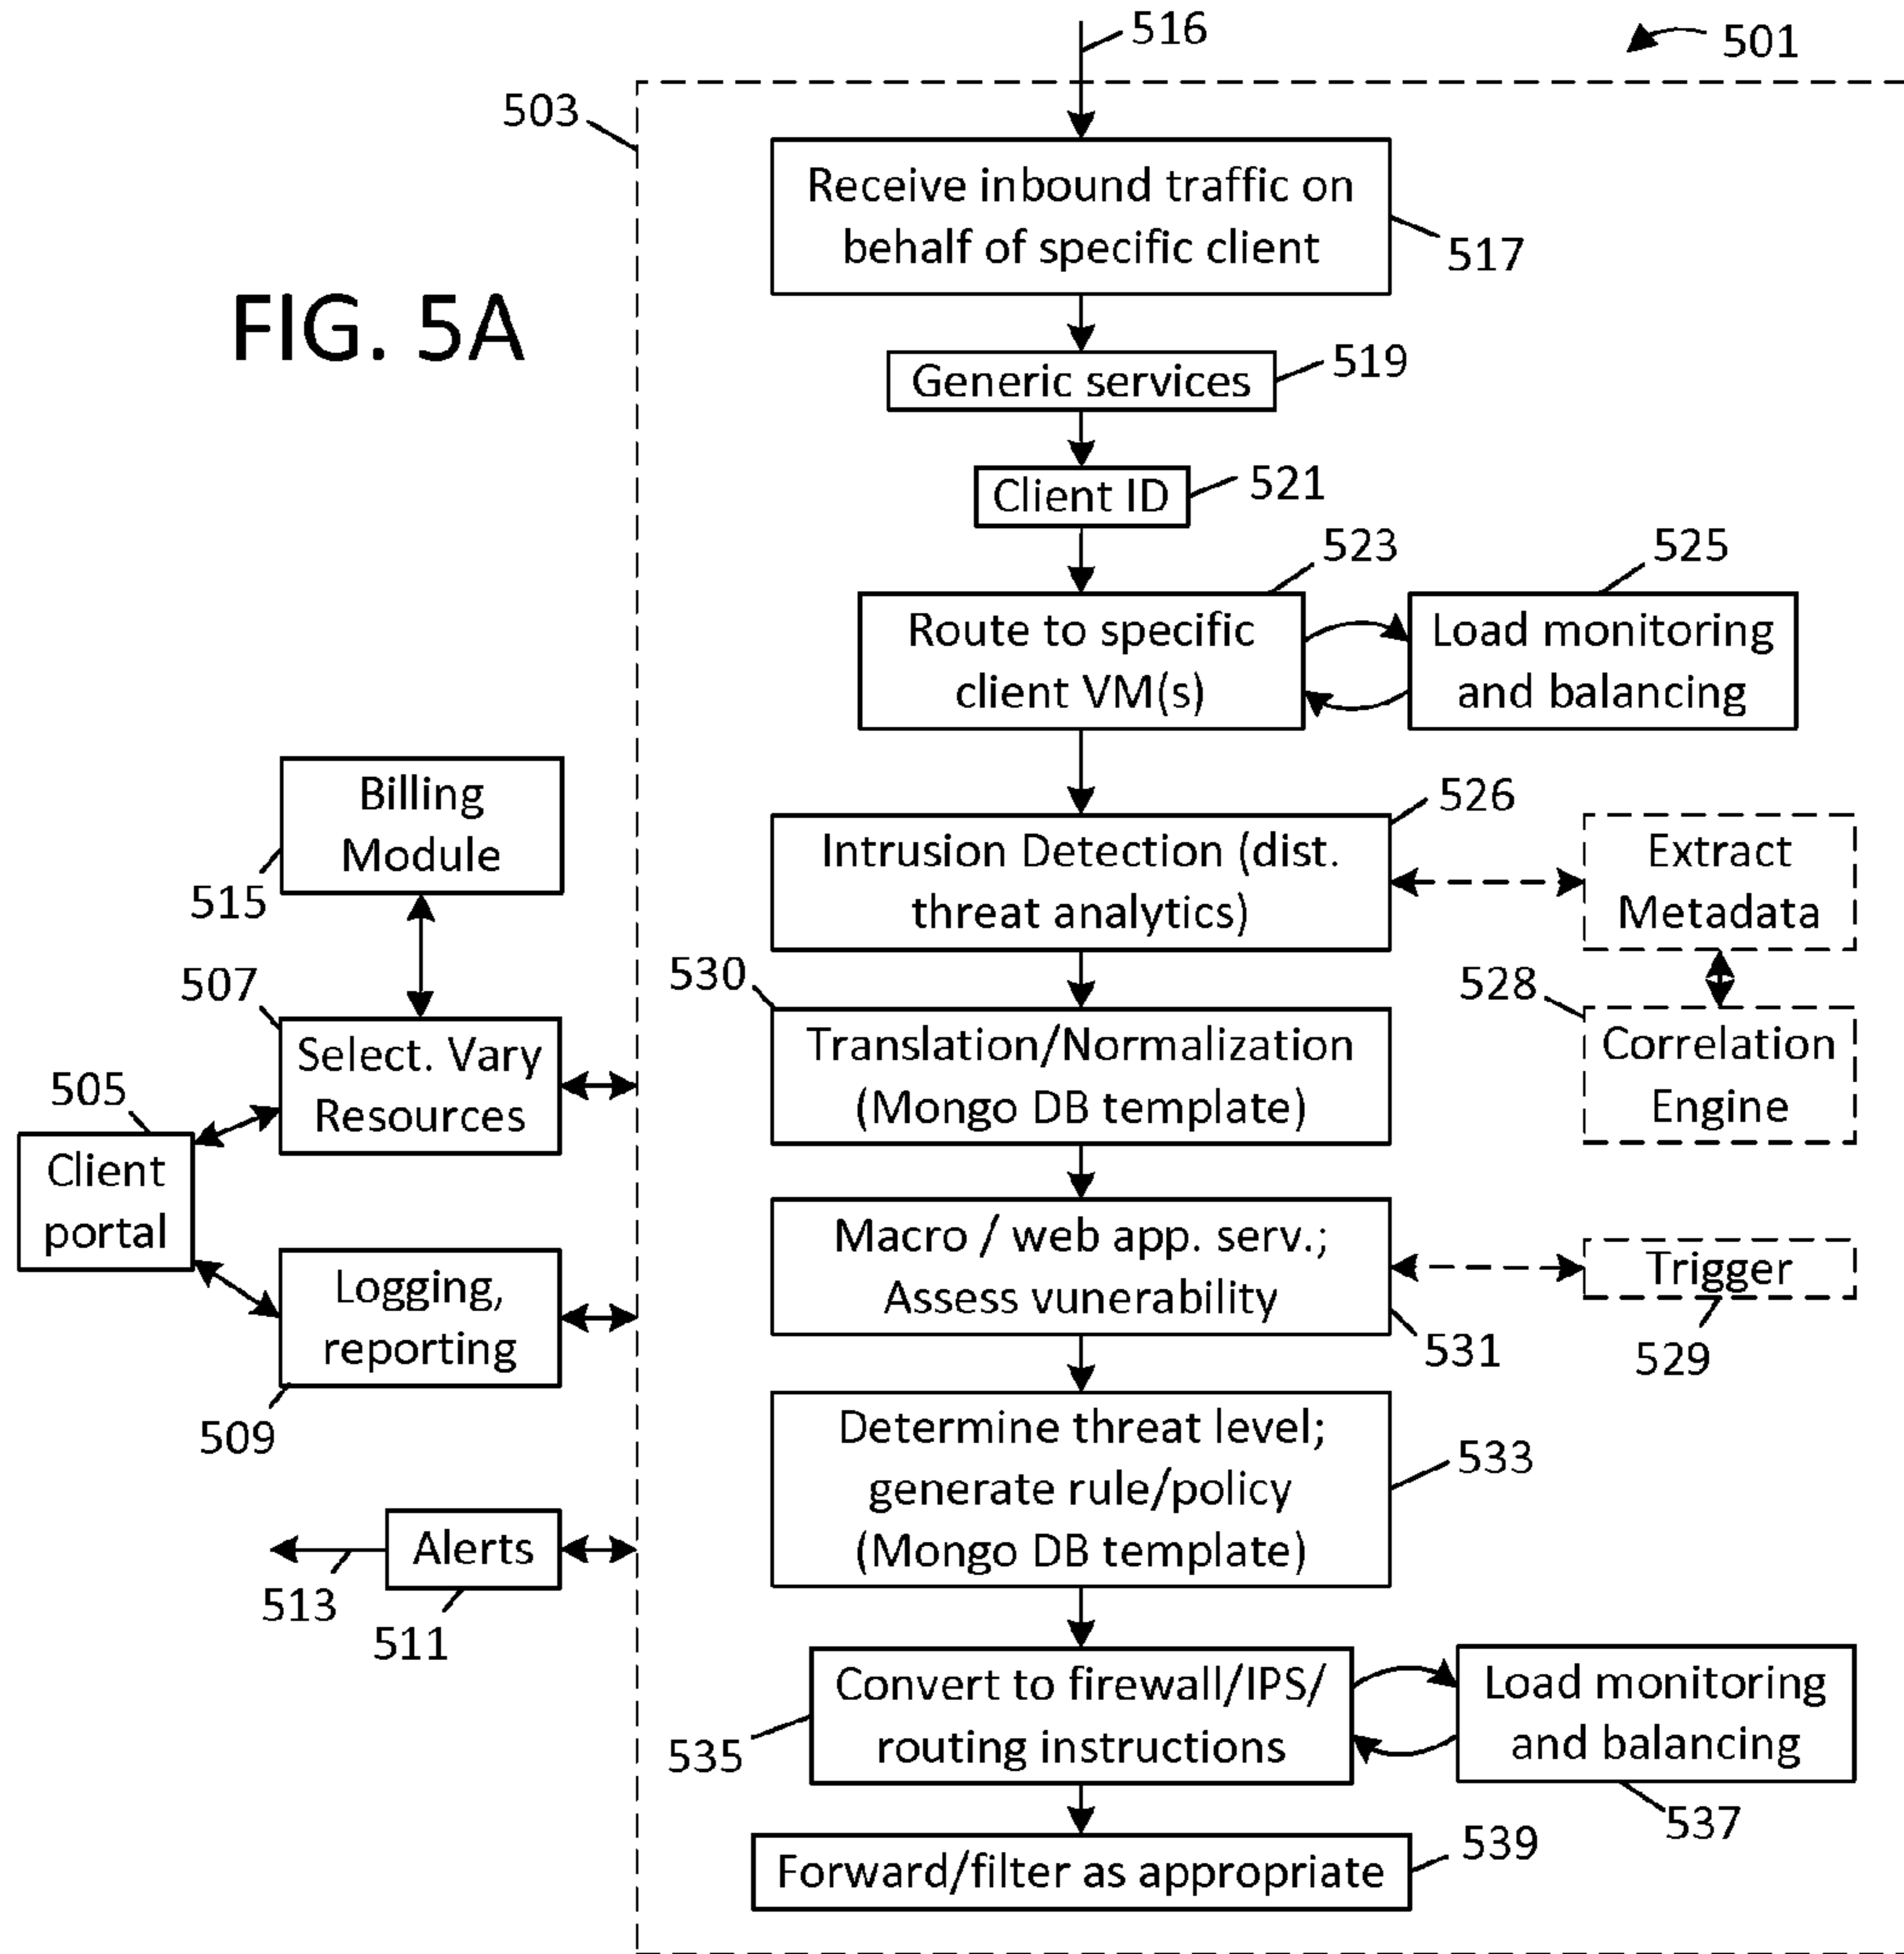 516
501
503
Receive inbound traffic on
behalf of specific client
517
FIG. 5A
Generic services
519
Client ID
521
523
525
Route to specific
client VM(s)
Load monitoring
and balancing
Billing
Module
515
526
Intrusion Detection (dist.
threat analytics)
Extract
Metadata
507
530
528
Select. Vary
Resources
Translation/Normalization
(Mongo DB template)
Correlation
Engine
505
Client
portal
Logging,
reporting
509
Macro / web app. serv.;
Assess vunerability
531
Trigger
529
Determine threat level;
generate rule/policy
(Mongo DB template)
533
Alerts
513
511
Convert to firewall/IPS/
routing instructions
535
Load monitoring
and balancing
537
Forward/filter as appropriate
539